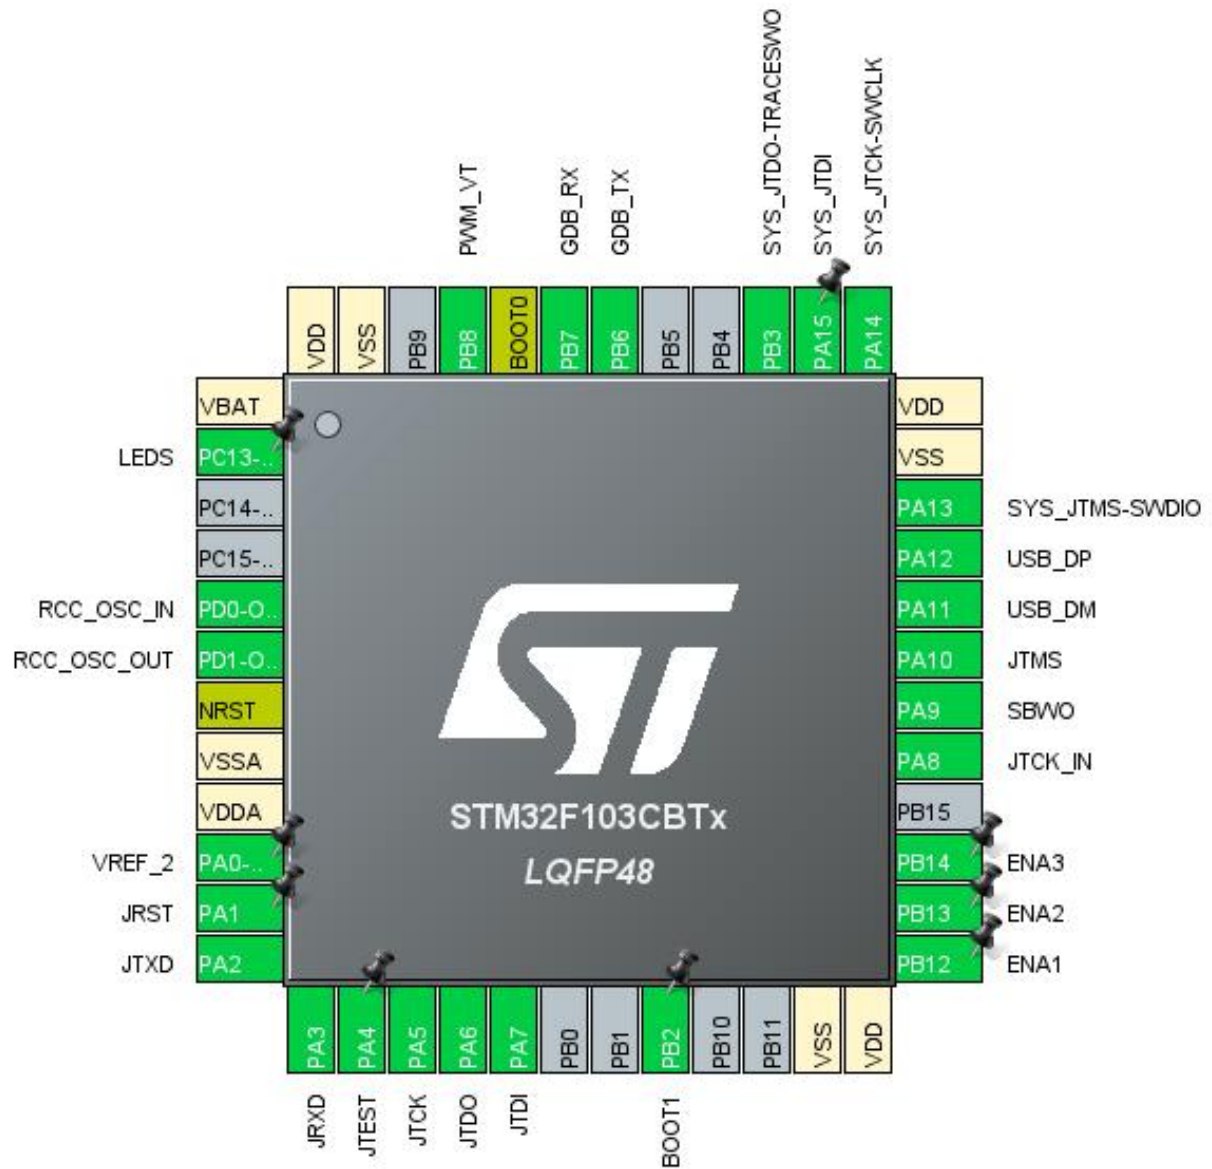 SYS_JTDO-TRACESWO
SYS_JTDI
SYS_JTCK-SWCLK
PWM_VT
GDB_RX
GDB_TX
VDD
VSS
PB9
PB8
BOOT0
PB7
PB6
PB5
PB4
PB3
PA15
PA14
VBAT
LEDS PC13-..
PC14-..
PC15-..
RCC_OSC_IN PD0-O..
RCC_OSC_OUT PD1-O..
NRST
VSSA
VDDA
VREF_2 PA0-..
JRST PA1
JTXD PA2
ST
STM32F103CBTx
LQFP48
VDD
VSS
PA13 SYS_JTMS-SWDIO
PA12 USB_DP
PA11 USB_DM
PA10 JTMS
PA9 SBWO
PA8 JTCK_IN
PB15
PB14 ENA3
PB13 ENA2
PB12 ENA1
PA3
PA4
PA5
PA6
PA7
PB0
PB1
PB2
PB10
PB11
VSS
VDD
JRXD
JTEST
JTCK
JTDO
JTDI
BOOT1